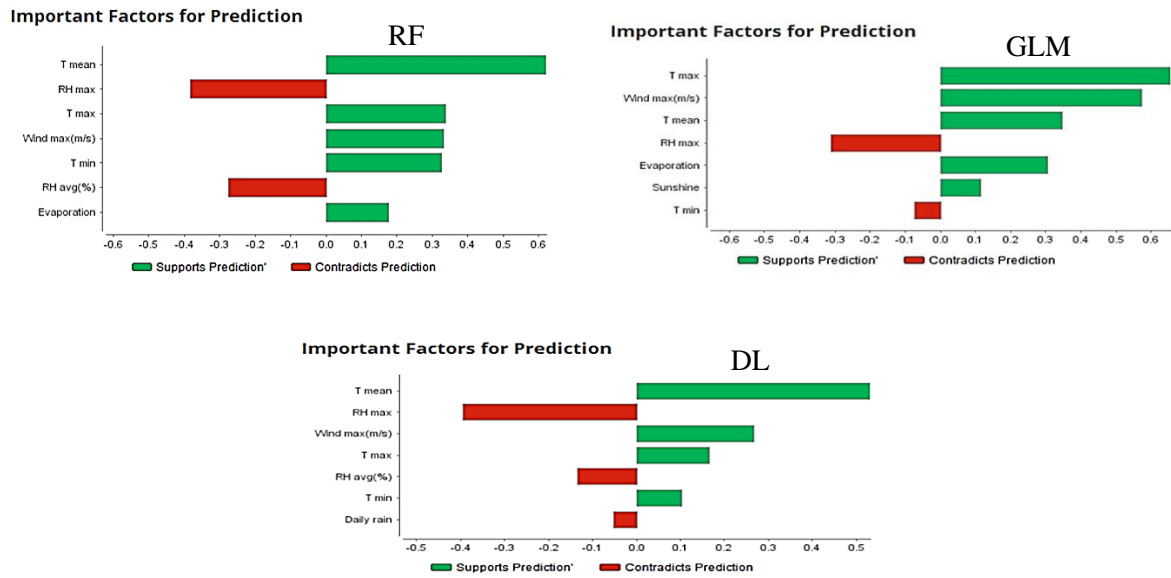 Important Factors for Prediction
RF
T mean
RH max
T max
Wind max(m/s)
T min
RH avg(%)
Evaporation
-0.6 -0.5 -0.4 -0.3 -0.2 -0.1 0.0 0.1 0.2 0.3 0.4 0.5 0.6
Supports Prediction' Contradicts Prediction
Important Factors for Prediction
GLM
T max
Wind max(m/s)
T mean
RH max
Evaporation
Sunshine
T min
-0.6 -0.5 -0.4 -0.3 -0.2 -0.1 0.0 0.1 0.2 0.3 0.4 0.5 0.6
Supports Prediction' Contradicts Prediction
Important Factors for Prediction
DL
T mean
RH max
Wind max(m/s)
T max
RH avg(%)
T min
Daily rain
-0.5 -0.4 -0.3 -0.2 -0.1 0.0 0.1 0.2 0.3 0.4 0.5
Supports Prediction' Contradicts Prediction